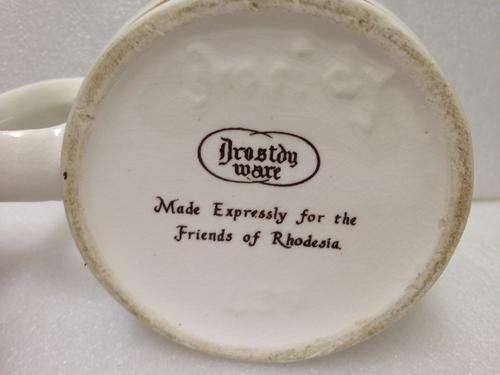 Drostdy
ware
Made Expressly for the
Friends of Rhodesia